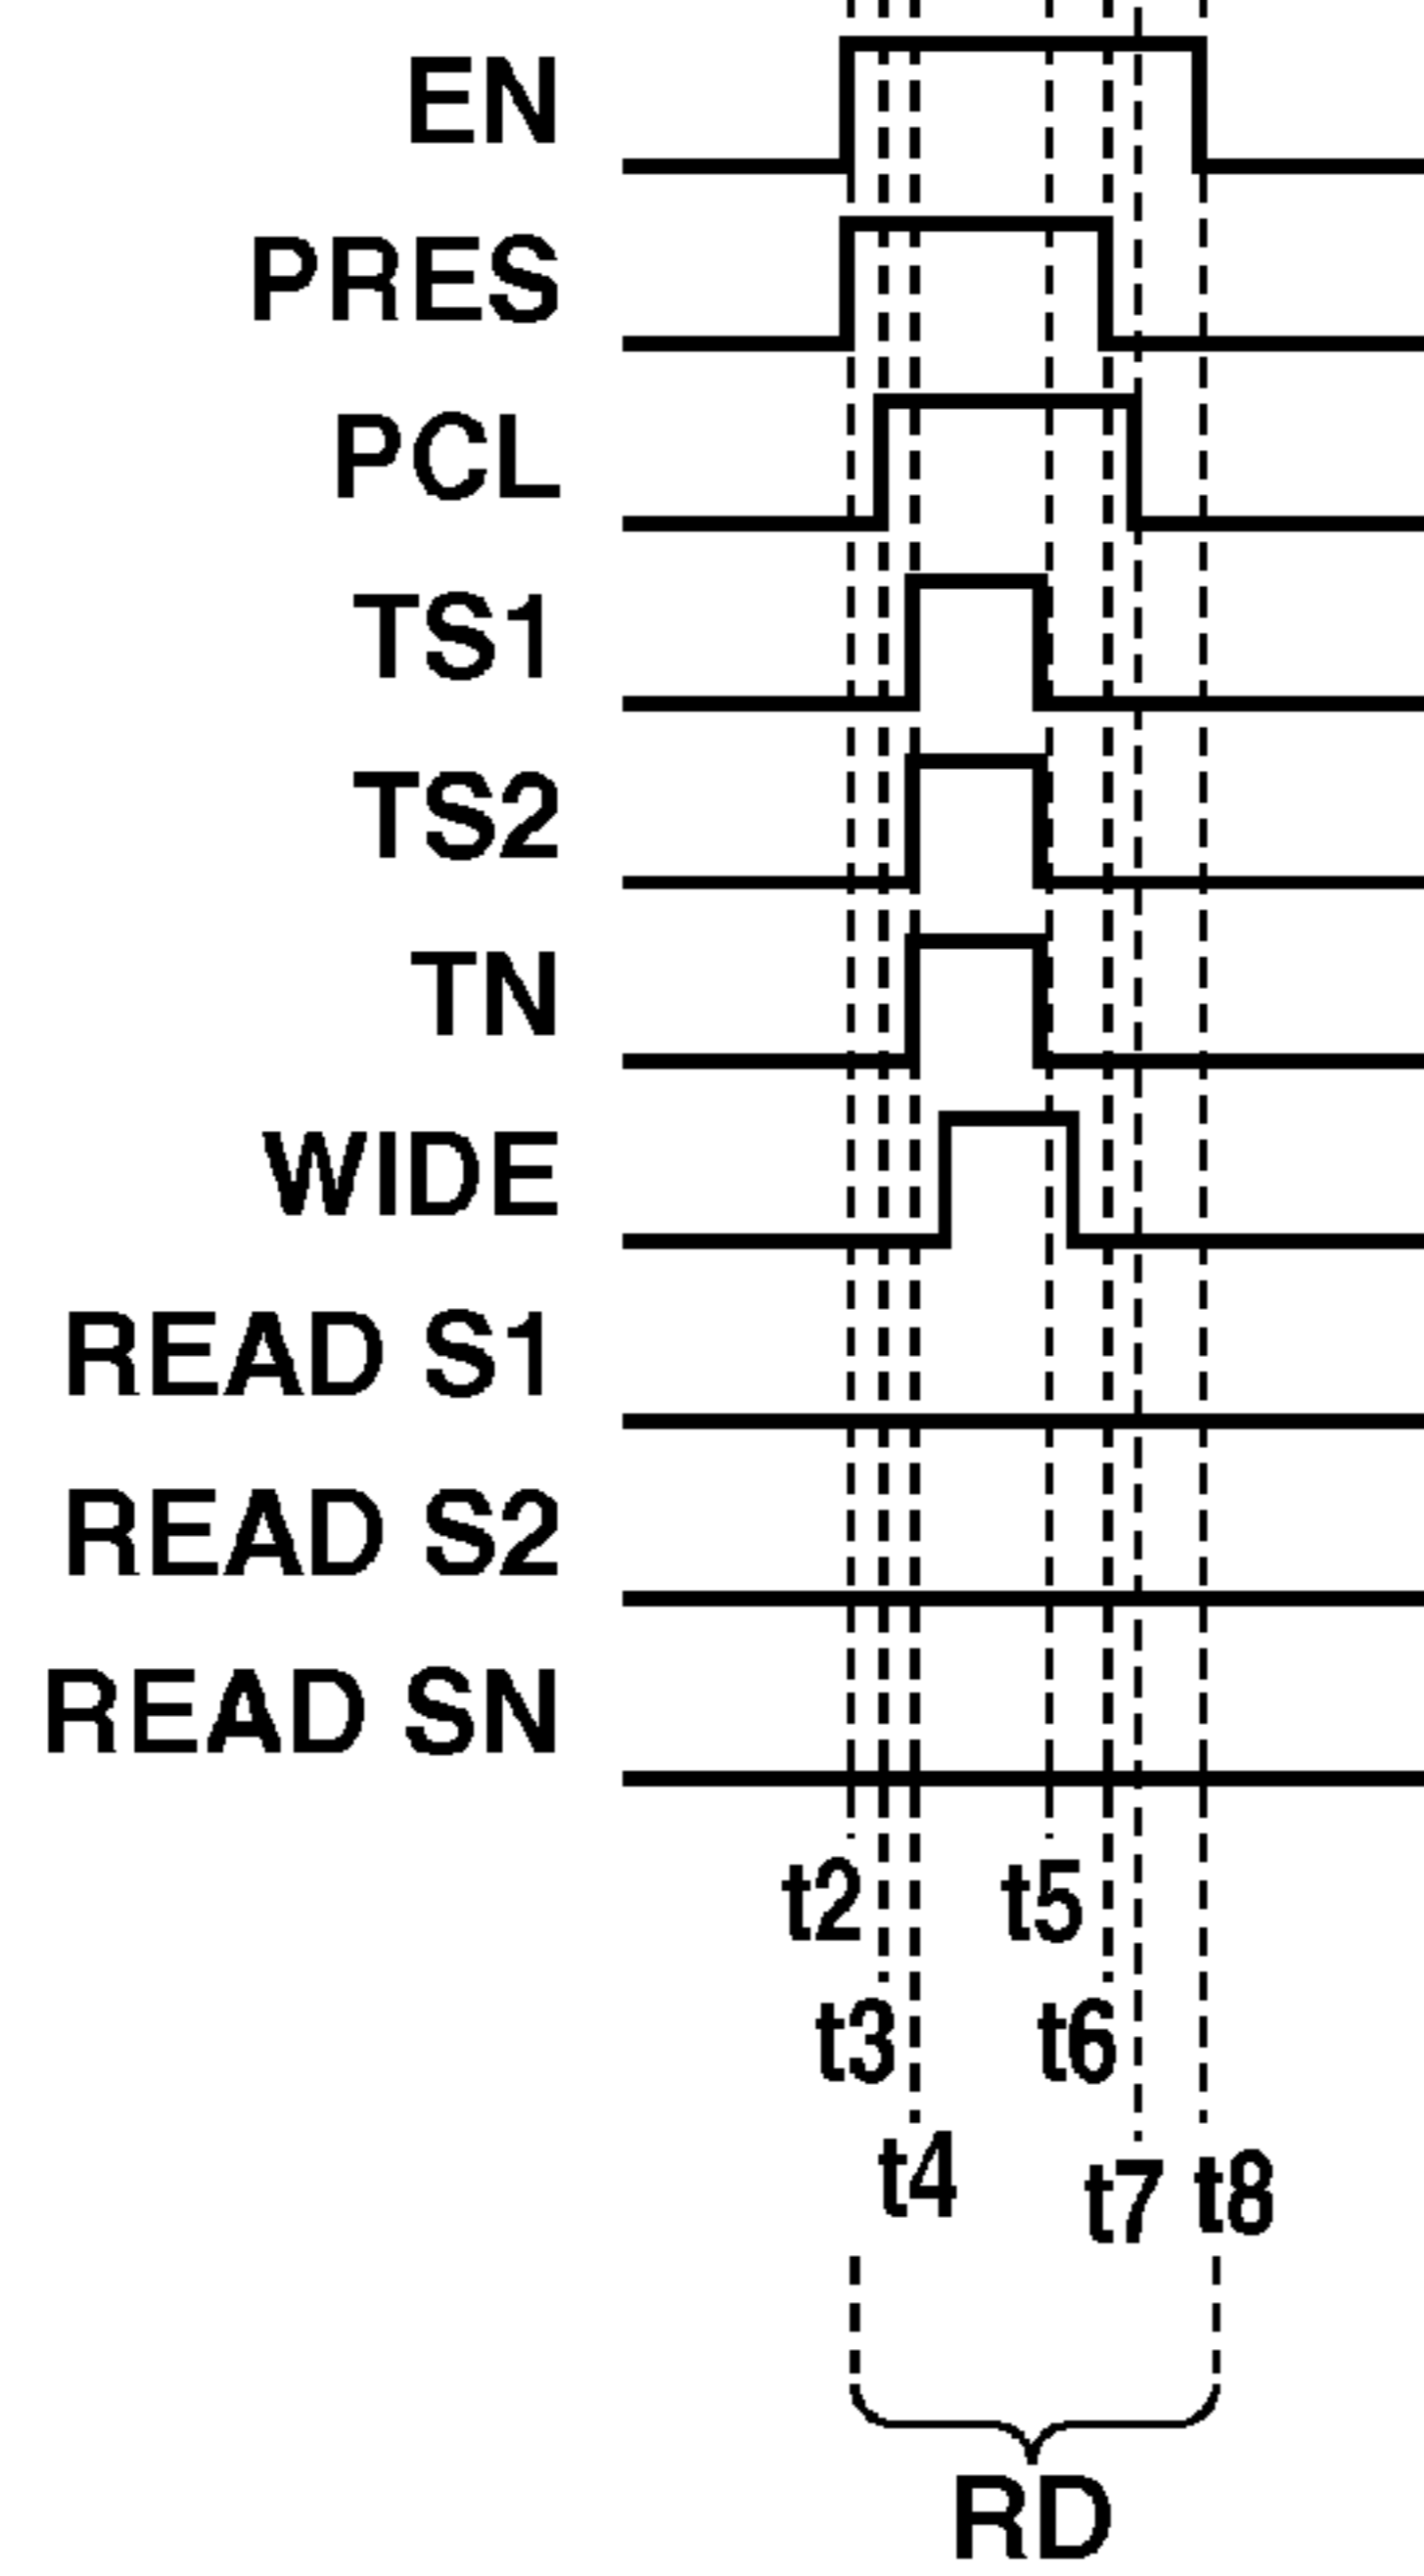 EN
PRES
PCL
TS1
TS2
TN
WIDE
READ S1
READ S2
READ SN
t2 t5
t3 t6
t4 t7 t8
RD